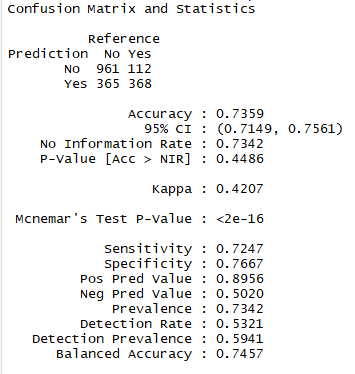 Confusion Matrix and Statistics
Reference
Prediction No Yes
No 961 112
Yes 365 368
Accuracy : 0.7359
95% CI : (0.7149, 0.7561)
No Information Rate : 0.7342
P-Value [Acc > NIR] : 0.4486
Kappa : 0.4207
Mcnemar's Test P-Value : <2e-16
Sensitivity : 0.7247
Specificity : 0.7667
Pos Pred Value : 0.8956
Neg Pred Value : 0.5020
Prevalence : 0.7342
Detection Rate : 0.5321
Detection Prevalence : 0.5941
Balanced Accuracy : 0.7457